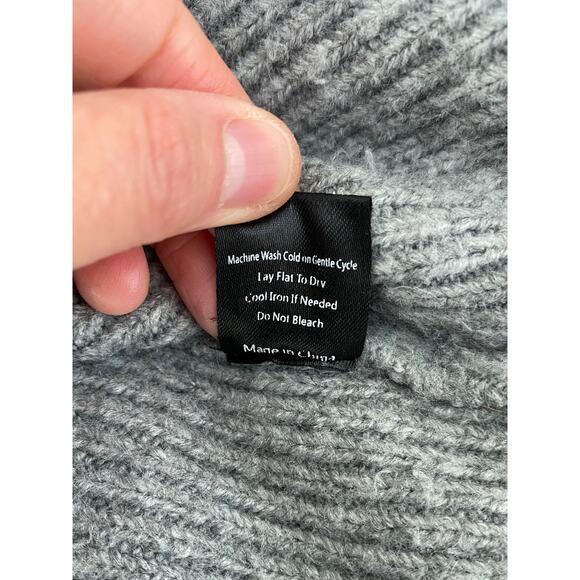 Machine Wash Cold on Gentle Cycle
Lay Flat To Dry
Cool Iron If Needed
Do Not Bleach
Made in China